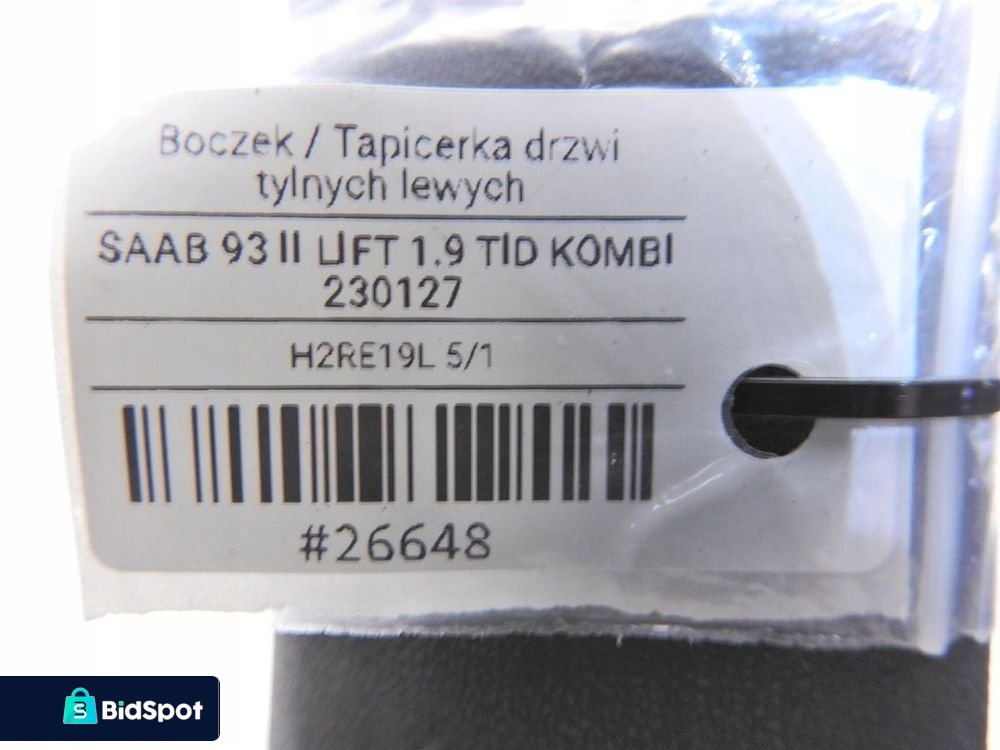 Boczek / Tapicerka drzwi
tylnych lewych
SAAB 93 II LIFT 1.9 TID KOMBI
230127
H2RE19L 5/1
#26648
S BidSpot